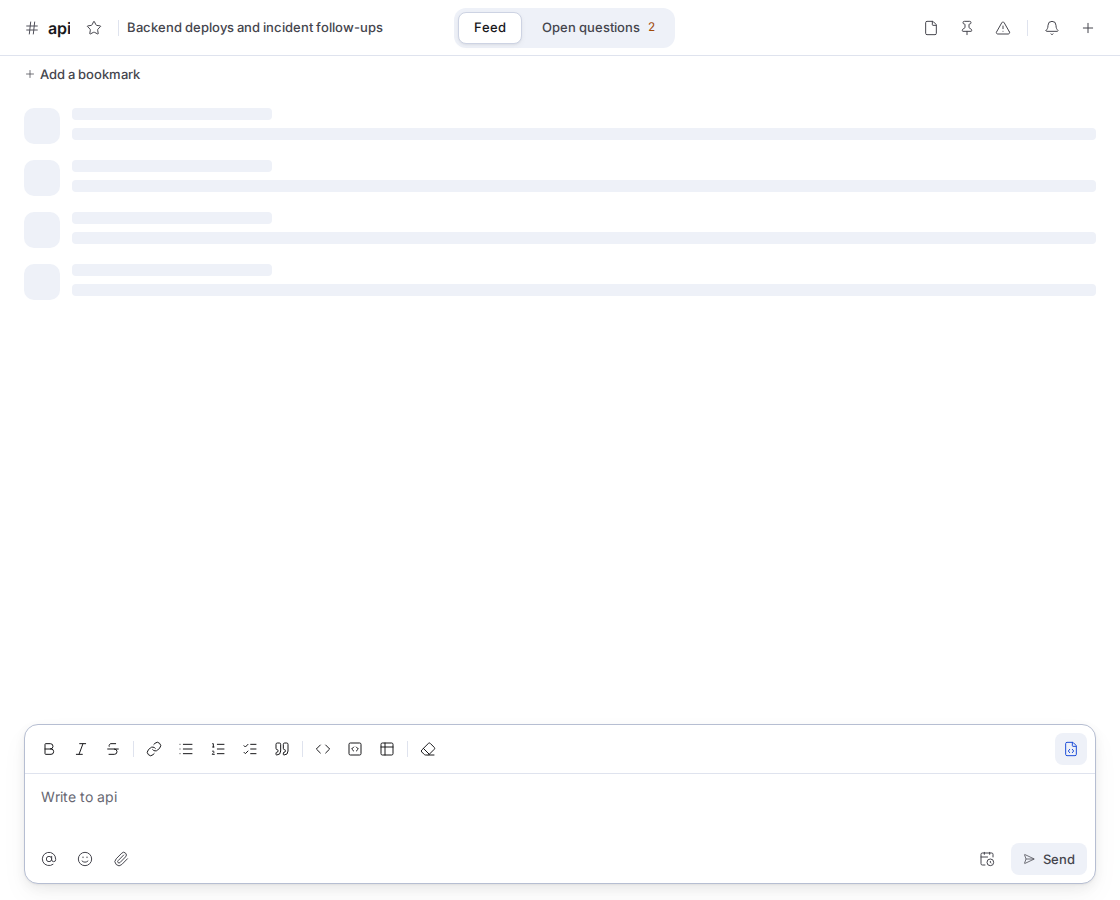 # api
Backend deploys and incident follow-ups
Feed
Open questions 2
+ Add a bookmark
Write to api
Send